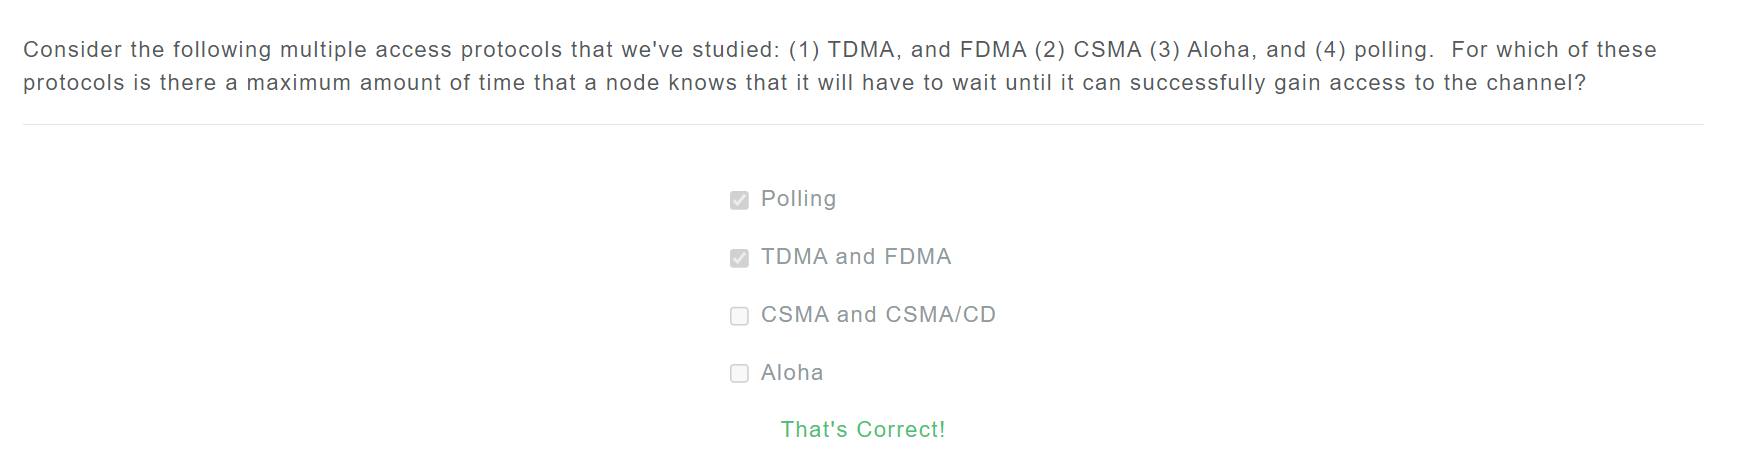 Consider the following multiple access protocols that we've studied: (1) TDMA, and FDMA (2) CSMA (3) Aloha, and (4) polling.  For which of these
protocols is there a maximum amount of time that a node knows that it will have to wait until it can successfully gain access to the channel?
Polling
TDMA and FDMA
CSMA and CSMA/CD
Aloha
That's Correct!